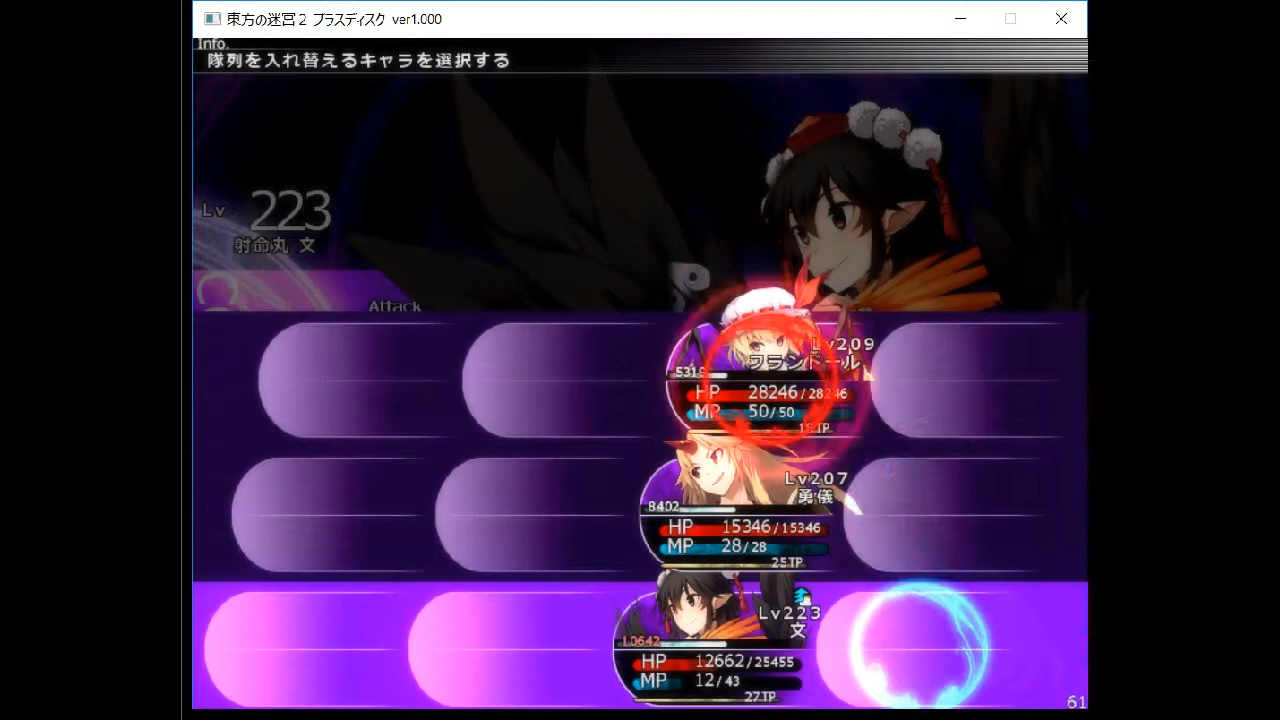 東方の迷宮２ プラスディスク ver1.000
Info.
隊列を入れ替えるキャラを選択する
Lv 223
射命丸 文
Attack
Lv209
フランドール
HP 28246/28246
MP 50/50
18TP
Lv207
勇儀
8402
HP 15346/15346
MP 28/28
25TP
Lv223
文
10642
HP 12662/25455
MP 12/43
27TP
61